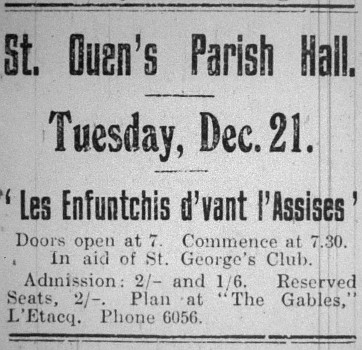 St. Ouen's Parish Hall.
Tuesday, Dec. 21.
'Les Enfuntchis d'vant l'Assises'
Doors open at 7. Commence at 7.30.
In aid of St. George's Club.
Admission: 2/- and 1/6. Reserved
Seats, 2/-. Plan at "The Gables,"
L'Etacq. Phone 6056.